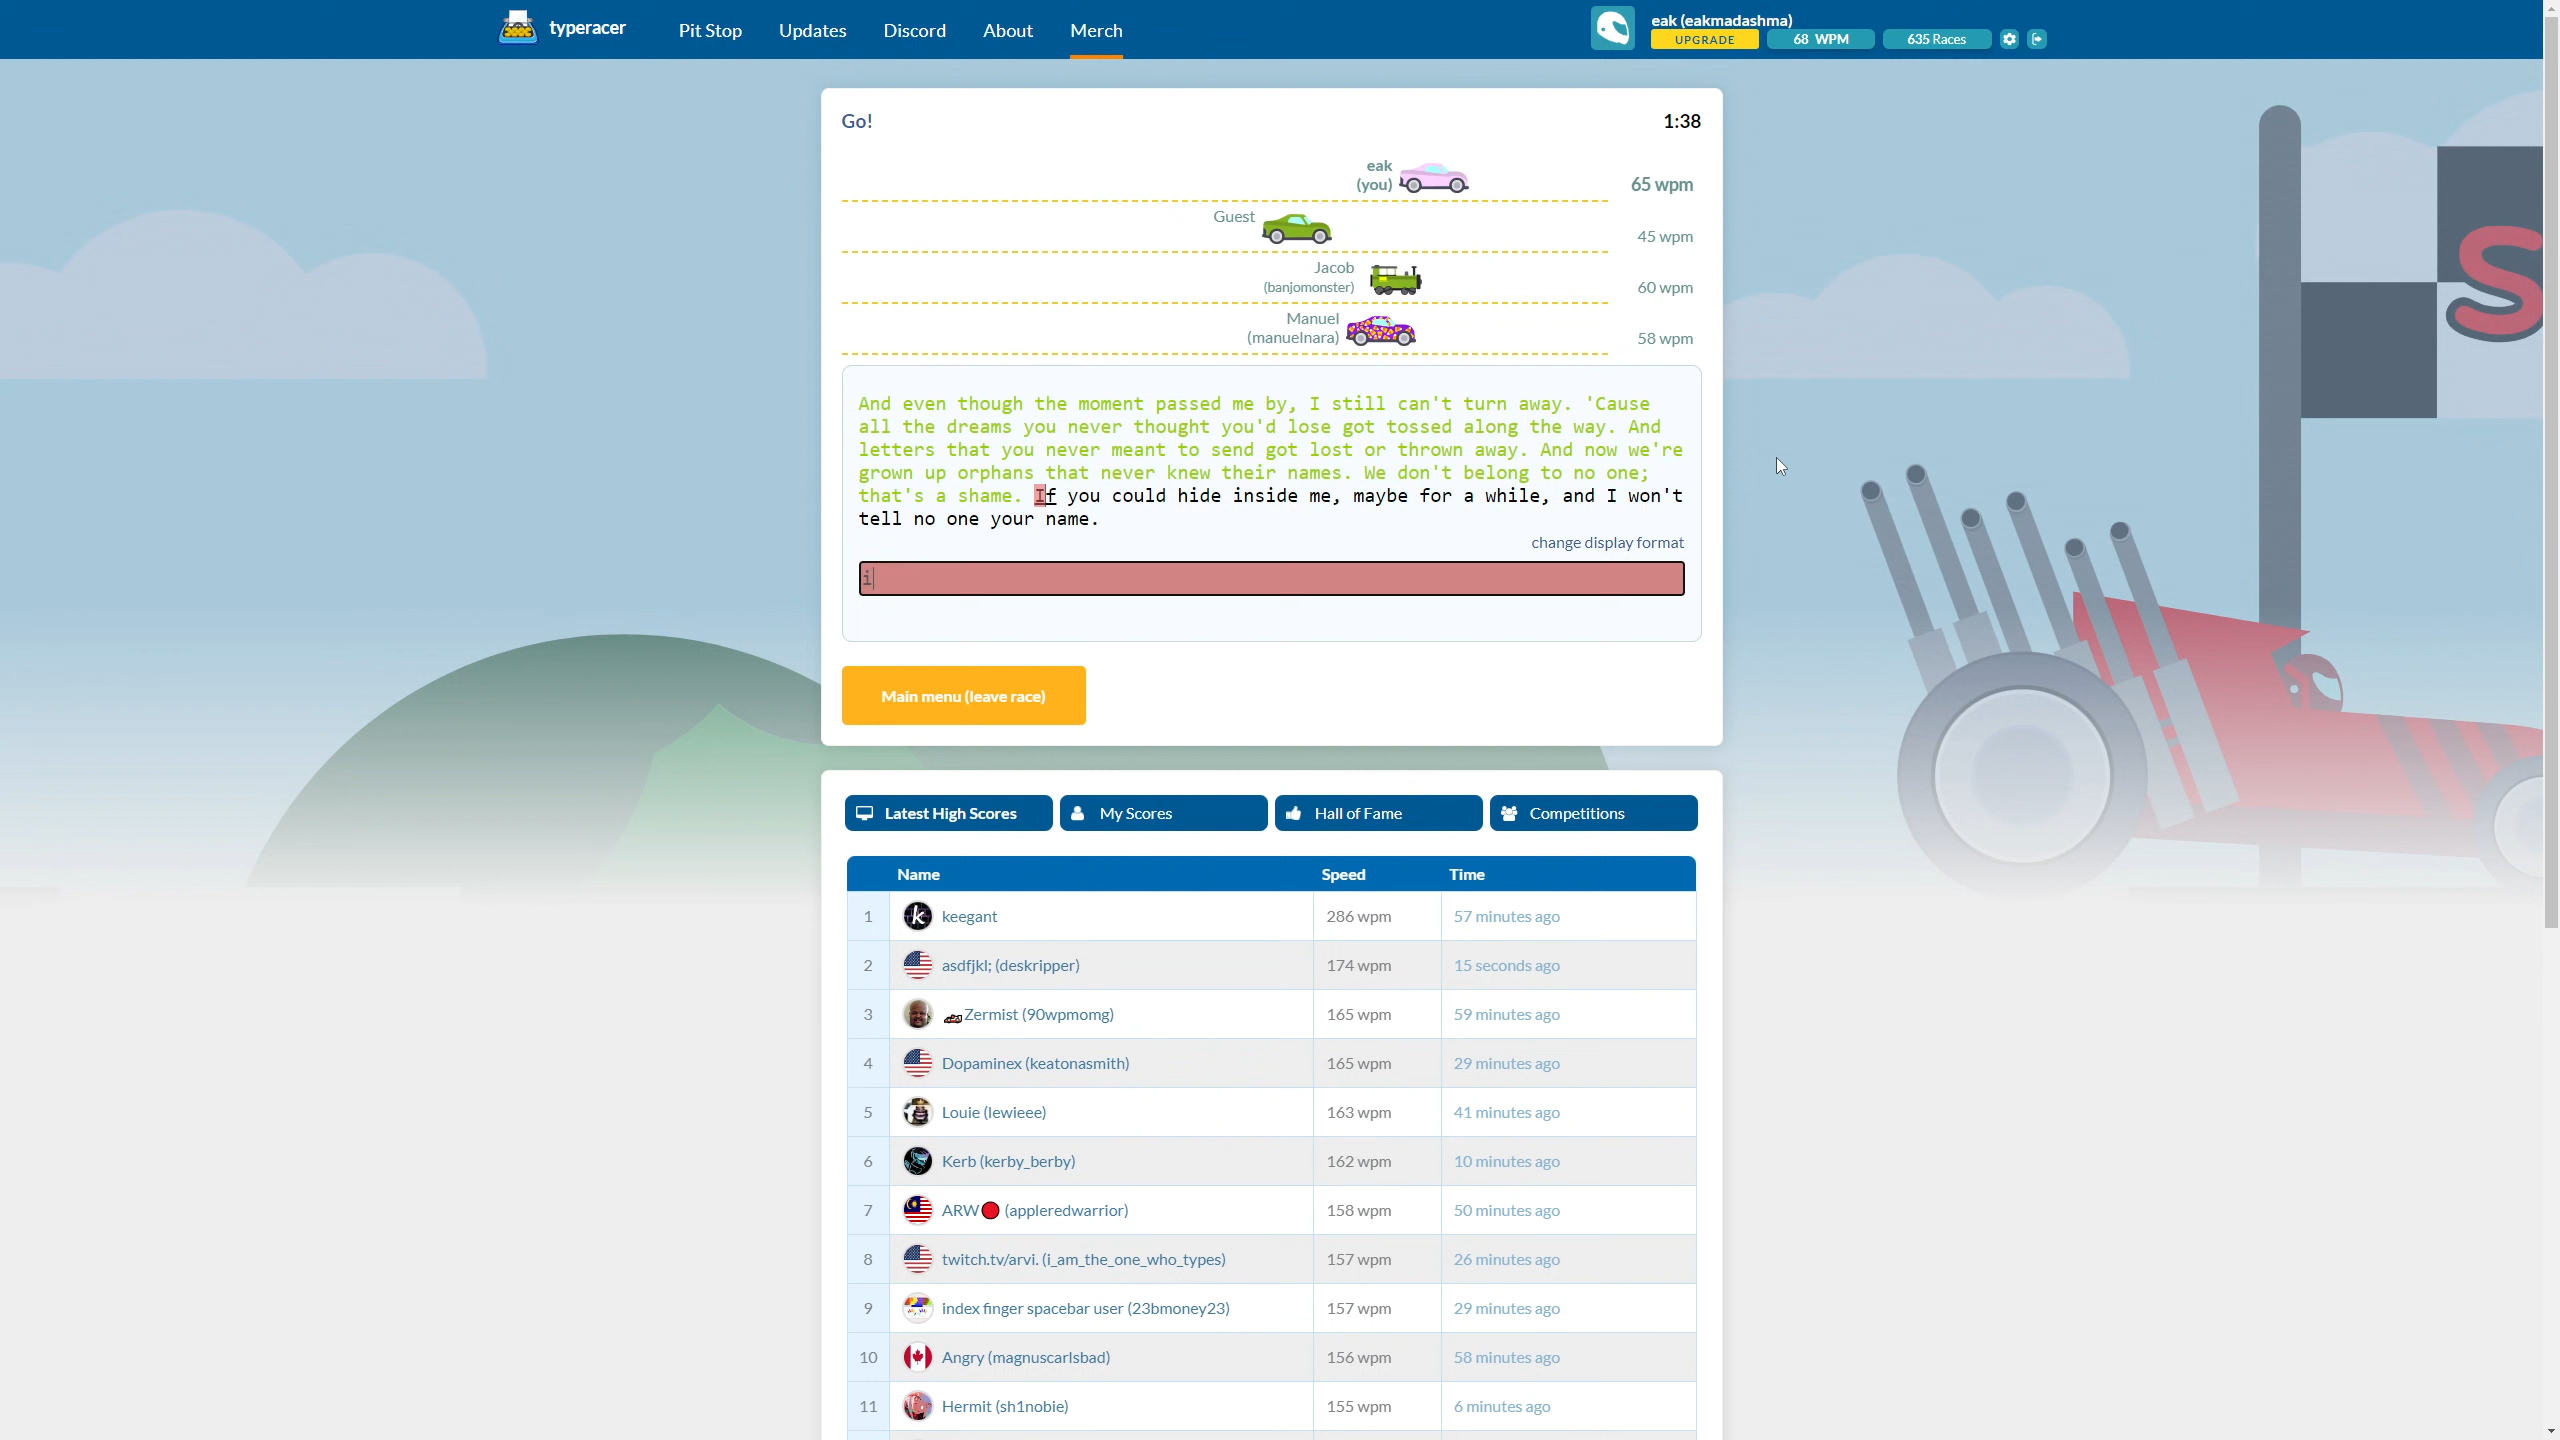 typeracer
Pit Stop
Updates
Discord
About
Merch
eak (eakmadashma)
UPGRADE
68 WPM
635 Races
Go!
1:38
eak
(you)
65 wpm
Guest
45 wpm
Jacob
(banjomonster)
60 wpm
Manuel
(manuelnara)
58 wpm
And even though the moment passed me by, I still can't turn away. 'Cause
all the dreams you never thought you'd lose got tossed along the way. And
letters that you never meant to send got lost or thrown away. And now we're
grown up orphans that never knew their names. We don't belong to no one;
that's a shame. If you could hide inside me, maybe for a while, and I won't
tell no one your name.
change display format
i
Main menu (leave race)
Latest High Scores
My Scores
Hall of Fame
Competitions
Name Speed Time
1 keegant 286 wpm 57 minutes ago
2 asdfjkl; (deskripper) 174 wpm 15 seconds ago
3 Zermist (90wpmomg) 165 wpm 59 minutes ago
4 Dopaminex (keatonasmith) 165 wpm 29 minutes ago
5 Louie (lewieee) 163 wpm 41 minutes ago
6 Kerb (kerby_berby) 162 wpm 10 minutes ago
7 ARW🔴 (appleredwarrior) 158 wpm 50 minutes ago
8 twitch.tv/arvi. (i_am_the_one_who_types) 157 wpm 26 minutes ago
9 index finger spacebar user (23bmoney23) 157 wpm 29 minutes ago
10 Angry (magnuscarlsbad) 156 wpm 58 minutes ago
11 Hermit (sh1nobie) 155 wpm 6 minutes ago
S